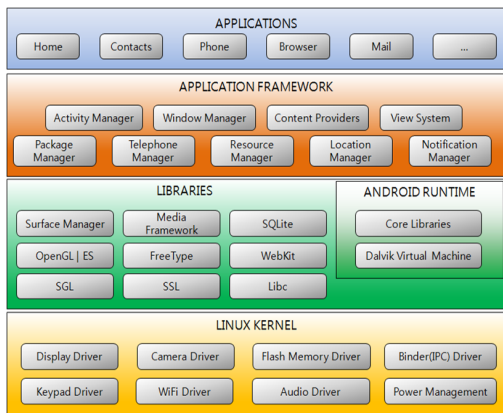 APPLICATIONS
Home Contacts Phone Browser Mail ...
APPLICATION FRAMEWORK
Activity Manager Window Manager Content Providers View System
Package Manager Telephone Manager Resource Manager Location Manager Notification Manager
LIBRARIES
Surface Manager Media Framework SQLite
OpenGL | ES FreeType WebKit
SGL SSL Libc
ANDROID RUNTIME
Core Libraries
Dalvik Virtual Machine
LINUX KERNEL
Display Driver Camera Driver Flash Memory Driver Binder(IPC) Driver
Keypad Driver WiFi Driver Audio Driver Power Management